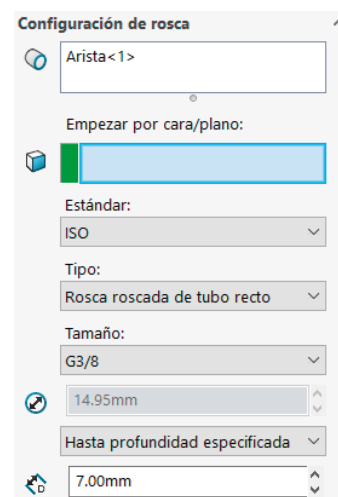 Configuración de rosca
Arista<1>
Empezar por cara/plano:
Estándar:
ISO
Tipo:
Rosca roscada de tubo recto
Tamaño:
G3/8
14.95mm
Hasta profundidad especificada
D
7.00mm